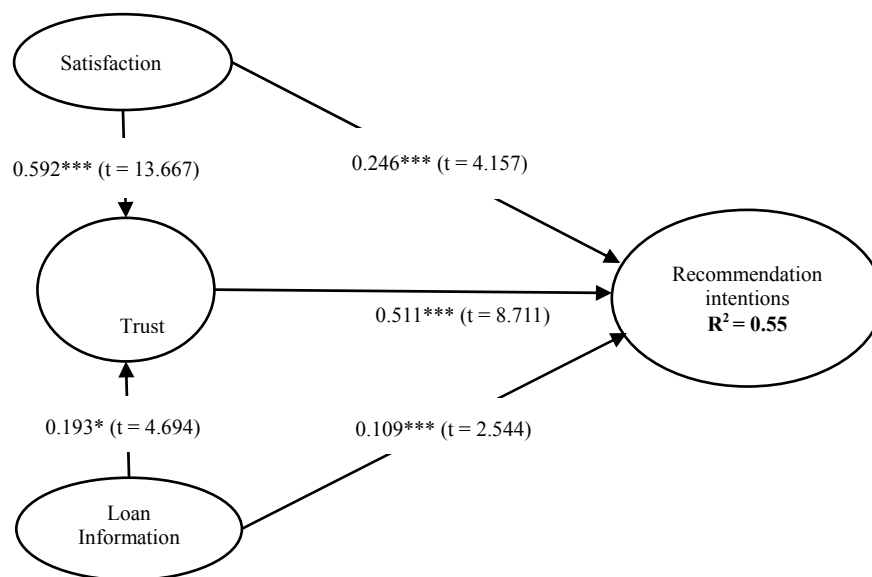 Satisfaction
0.592*** (t = 13.667)
0.246*** (t = 4.157)
Recommendation
intentions
R² = 0.55
Trust
0.511*** (t = 8.711)
0.193* (t = 4.694)
0.109*** (t = 2.544)
Loan
Information